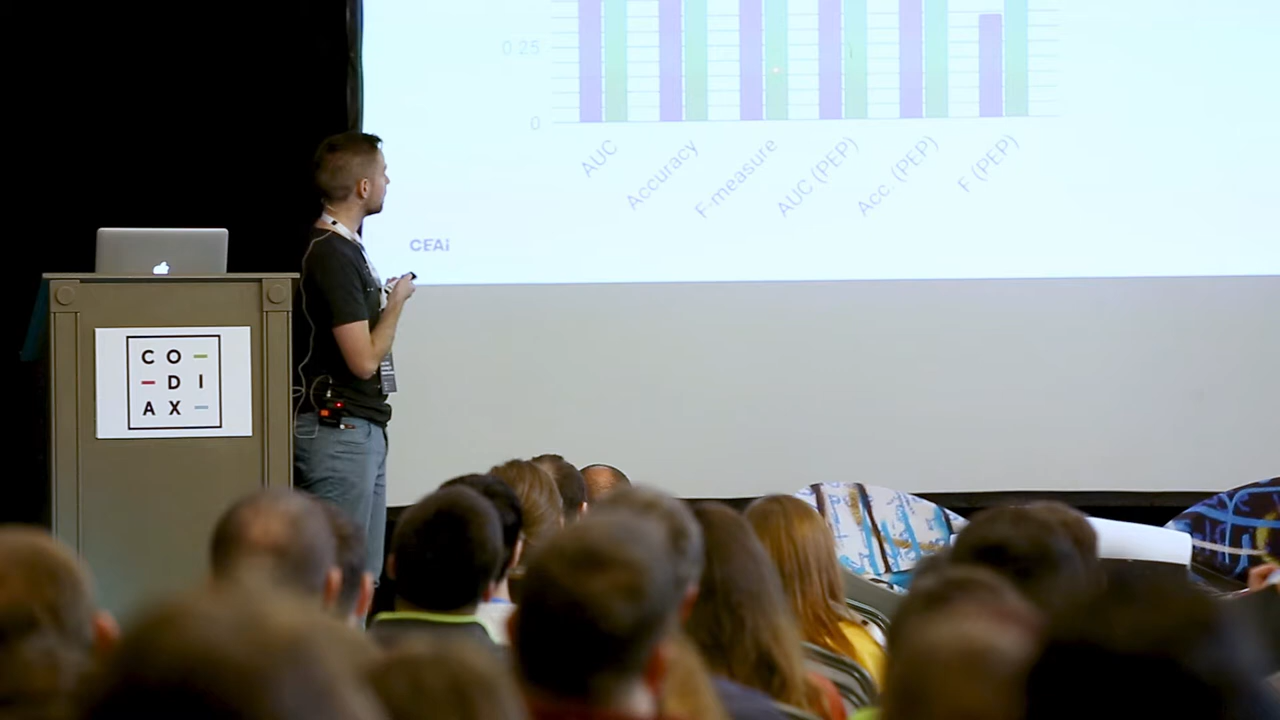 0.25
0
AUC
Accuracy
F-measure
AUC (PEP)
Acc. (PEP)
F (PEP)
CEAi
CO
DI
AX